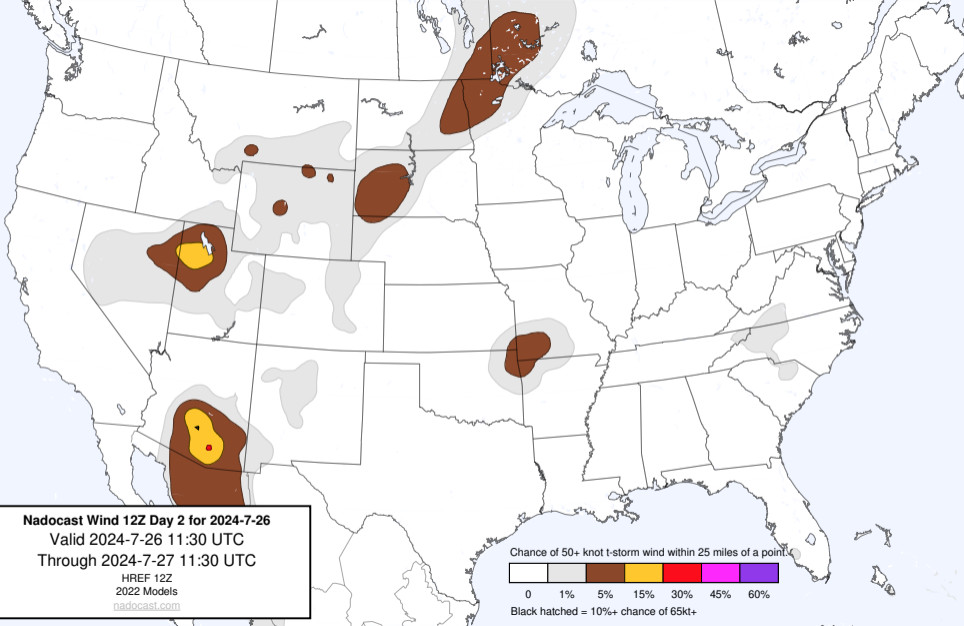 Nadocast Wind 12Z Day 2 for 2024-7-26
Valid 2024-7-26 11:30 UTC
Through 2024-7-27 11:30 UTC
HREF 12Z
2022 Models
nadocast.com
Chance of 50+ knot t-storm wind within 25 miles of a point.
0 1% 5% 15% 30% 45% 60%
Black hatched = 10%+ chance of 65kt+